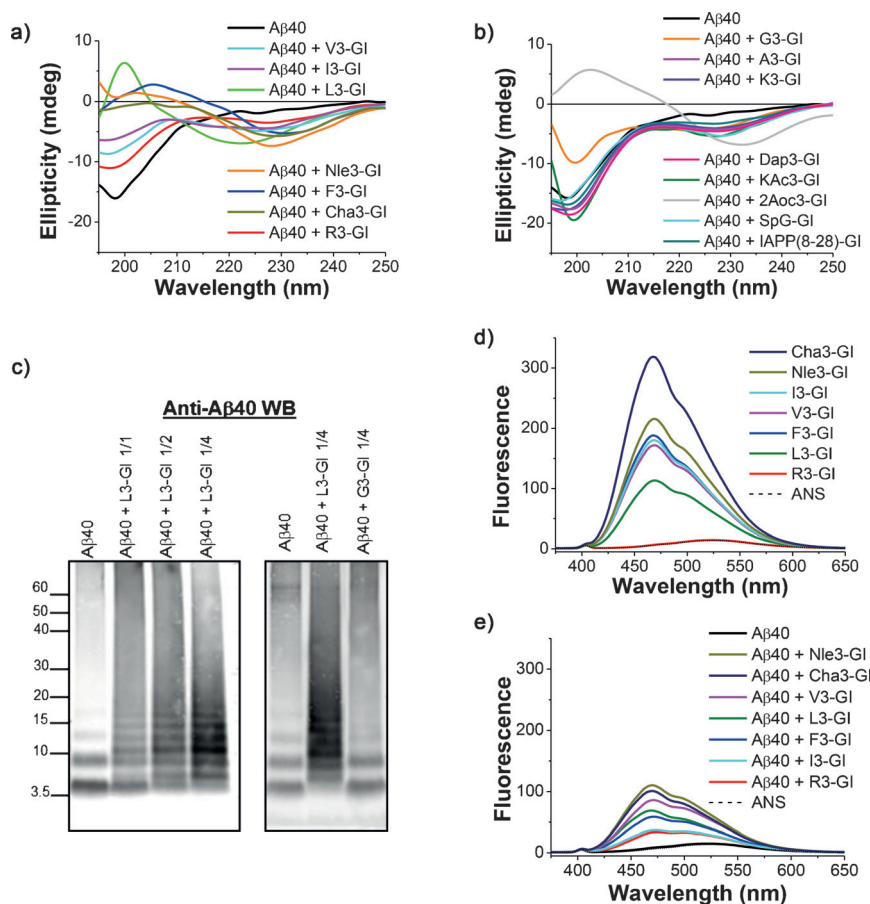 a)
Ellipticity (mdeg)
10
5
0
-5
-10
-15
-20
-25
200 210 220 230 240 250
Wavelength (nm)
Aβ40
Aβ40 + V3-GI
Aβ40 + I3-GI
Aβ40 + L3-GI
Aβ40 + Nle3-GI
Aβ40 + F3-GI
Aβ40 + Cha3-GI
Aβ40 + R3-GI
b)
Ellipticity (mdeg)
10
0
-10
-20
200 210 220 230 240 250
Wavelength (nm)
Aβ40
Aβ40 + G3-GI
Aβ40 + A3-GI
Aβ40 + K3-GI
Aβ40 + Dap3-GI
Aβ40 + KAc3-GI
Aβ40 + 2Aoc3-GI
Aβ40 + SpG-GI
Aβ40 + IAPP(8-28)-GI
c)
Anti-Aβ40 WB
Aβ40
Aβ40 + L3-GI 1/1
Aβ40 + L3-GI 1/2
Aβ40 + L3-GI 1/4
Aβ40
Aβ40 + L3-GI 1/4
Aβ40 + G3-GI 1/4
60
50
40
30
20
15
10
3.5
d)
Fluorescence
300
200
100
0
400 450 500 550 600 650
Cha3-GI
Nle3-GI
I3-GI
V3-GI
F3-GI
L3-GI
R3-GI
ANS
wavelength (nm)
e)
Fluorescence
300
200
100
0
400 450 500 550 600 650
Wavelength (nm)
Aβ40
Aβ40 + Nle3-GI
Aβ40 + Cha3-GI
Aβ40 + V3-GI
Aβ40 + L3-GI
Aβ40 + F3-GI
Aβ40 + I3-GI
Aβ40 + R3-GI
ANS